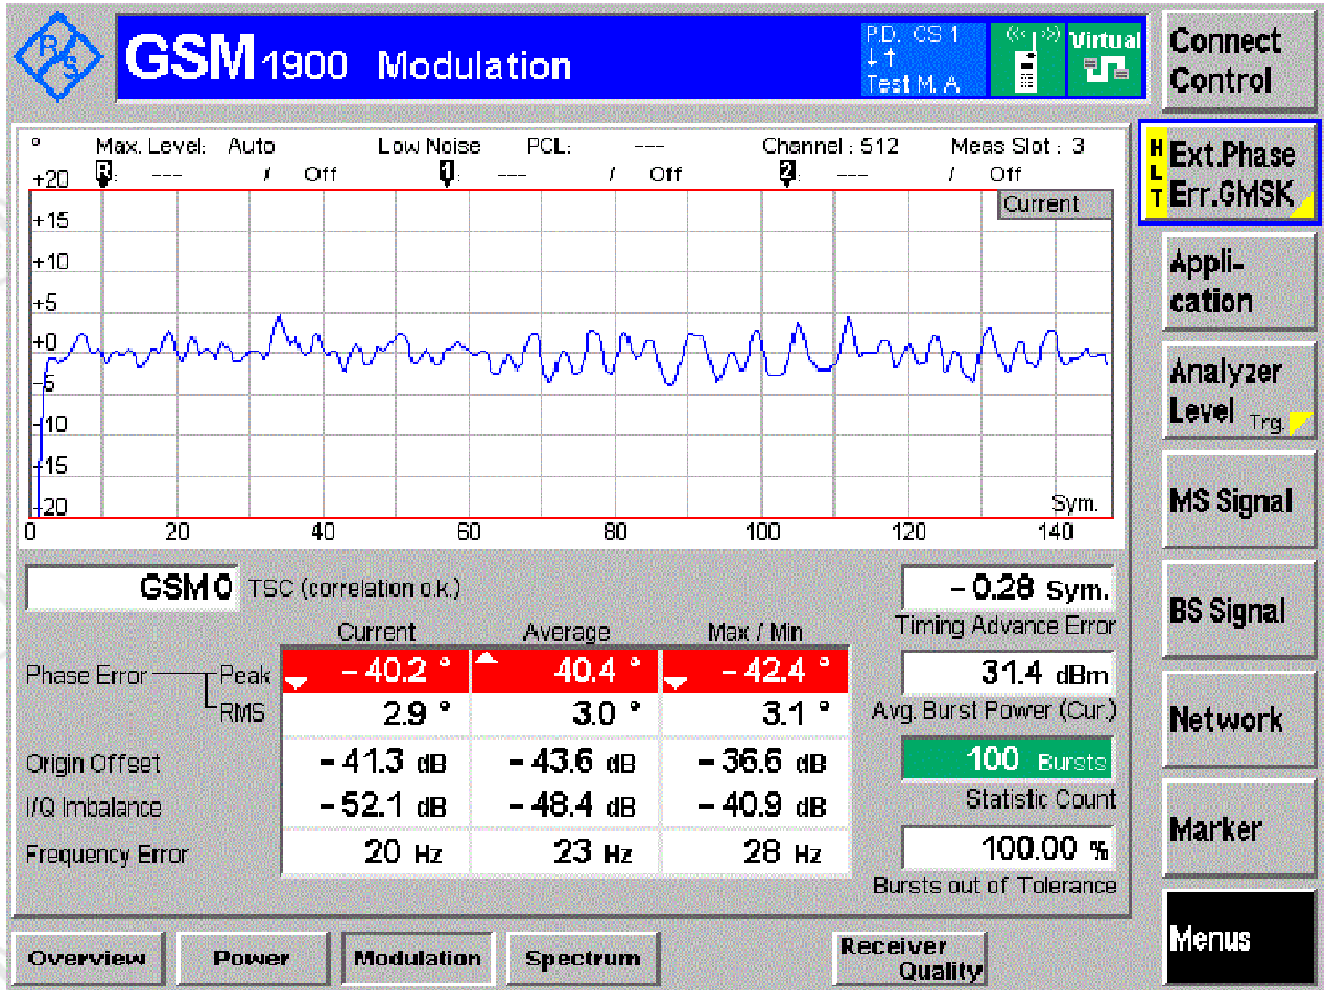 R S
GSM 1900 Modulation
P.D. CS 1
Test M. A.
Virtual
Connect
Control
° Max. Level: Auto Low Noise PCL: --- Channel : 512 Meas Slot : 3
R : --- / Off 1 : --- / Off 2 : --- / Off
+20
Current
+15
+10
+5
+0
-5
-10
-15
-20
Sym.
0 20 40 60 80 100 120 140
HLT
Ext.Phase
Err.GMSK
Appli-
cation
Analyzer
Level Trg.
MS Signal
BS Signal
Network
Marker
Menus
GSM 0 TSC (correlation o.k.)
Current Average Max / Min
Phase Error Peak - 40.2 ° 40.4 ° - 42.4 °
RMS 2.9 ° 3.0 ° 3.1 °
Origin Offset - 41.3 dB - 43.6 dB - 36.6 dB
I/Q Imbalance - 52.1 dB - 48.4 dB - 40.9 dB
Frequency Error 20 Hz 23 Hz 28 Hz
- 0.28 Sym.
Timing Advance Error
31.4 dBm
Avg. Burst Power (Cur.)
100 Bursts
Statistic Count
100.00 %
Bursts out of Tolerance
Overview Power Modulation Spectrum
Receiver
Quality